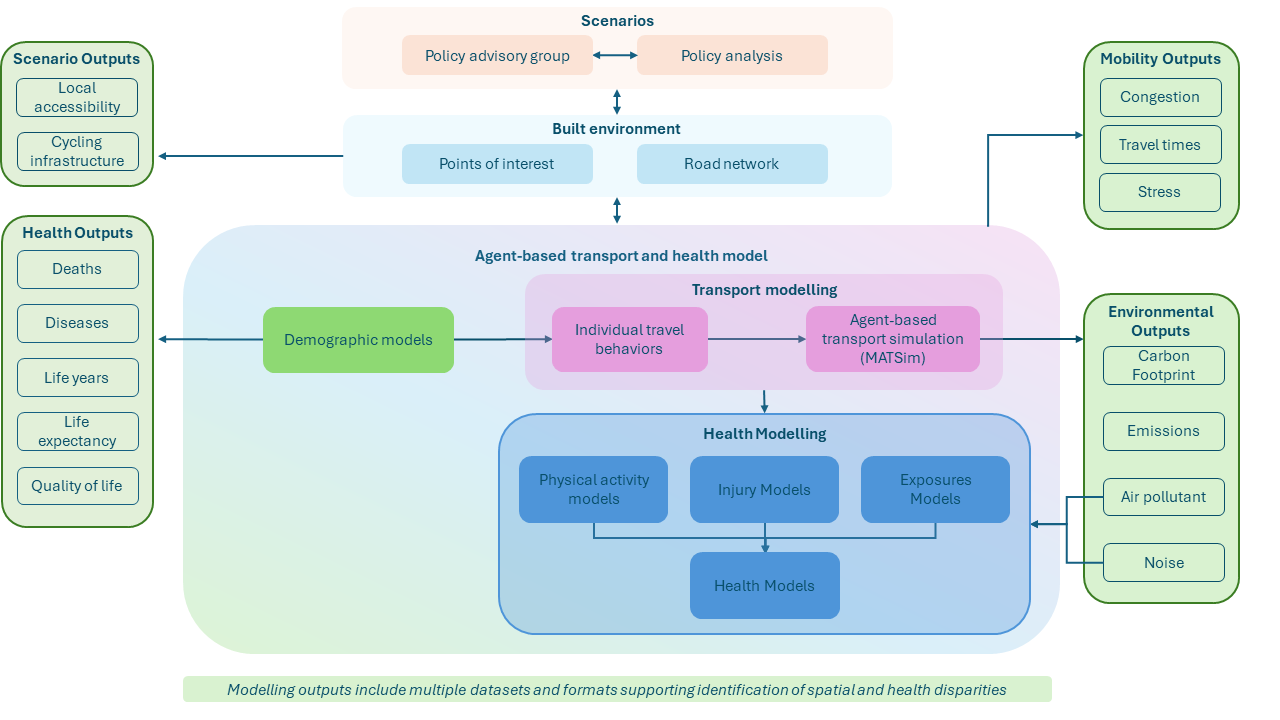 Scenarios
Policy advisory group
Policy analysis
Scenario Outputs
Local
accessibility
Cycling
infrastructure
Built environment
Points of interest
Road network
Mobility Outputs
Congestion
Travel times
Stress
Health Outputs
Deaths
Diseases
Life years
Life
expectancy
Quality of life
Agent-based transport and health model
Demographic models
Transport modelling
Individual travel
behaviors
Agent-based
transport simulation
(MATSim)
Health Modelling
Physical activity
models
Injury Models
Exposures
Models
Health Models
Environmental
Outputs
Carbon
Footprint
Emissions
Air pollutant
Noise
Modelling outputs include multiple datasets and formats supporting identification of spatial and health disparities